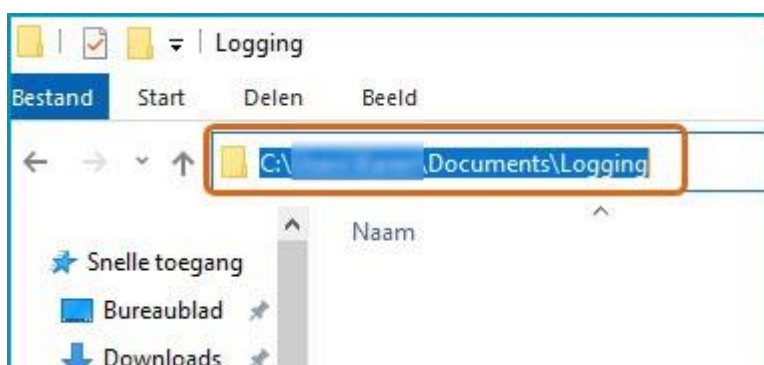 Logging
Bestand Start Delen Beeld
C:\ \Documents\Logging
Naam
Snelle toegang
Bureaublad
Downloads